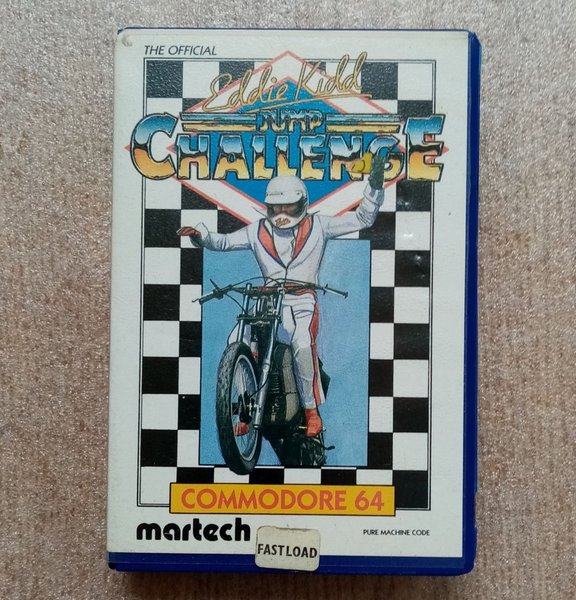 THE OFFICIAL
Eddie Kidd
JUMP
CHALLENGE
COMMODORE 64
martech
PURE MACHINE CODE
FASTLOAD